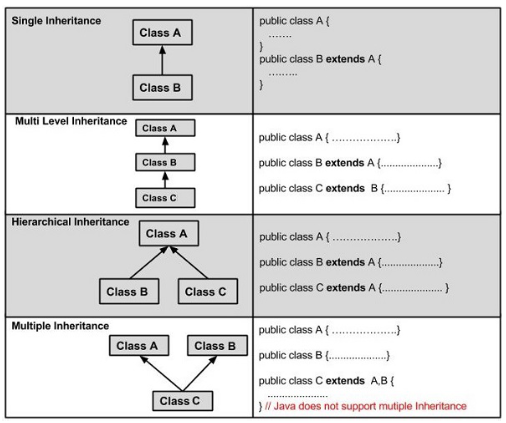 Single Inheritance
Class A
Class B
public class A {
.......
}
public class B extends A {
.........
}
Multi Level Inheritance
Class A
Class B
Class C
public class A { ....................}
public class B extends A {....................}
public class C extends B {..................... }
Hierarchical Inheritance
Class A
Class B
Class C
public class A { ....................}
public class B extends A {....................}
public class C extends A {..................... }
Multiple Inheritance
Class A
Class B
Class C
public class A { ....................}
public class B {....................}
public class C extends A,B {
.....................
} // Java does not support mutiple Inheritance